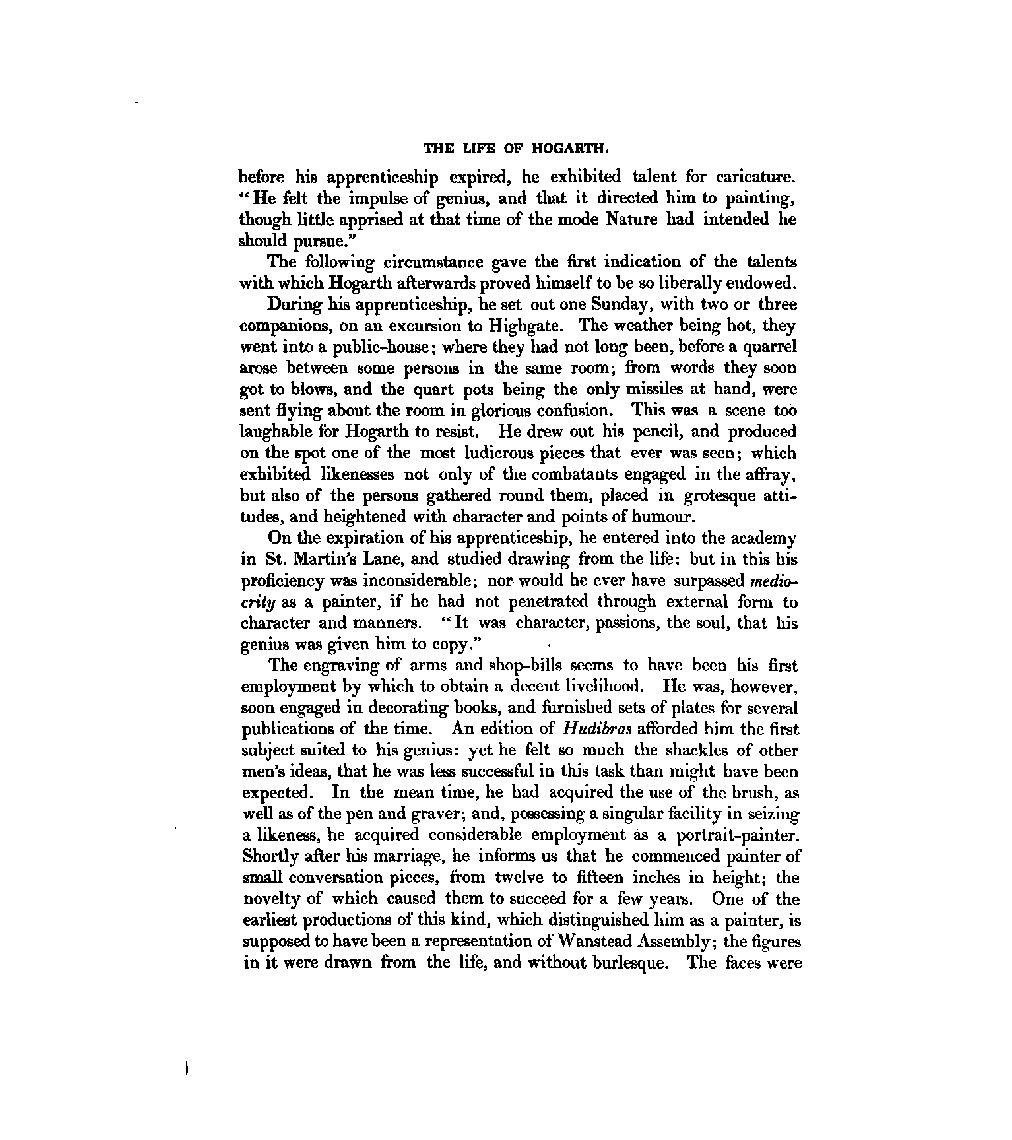 THE LIFE OF HOGARTH.
before his apprenticeship expired, he exhibited talent for caricature.
“He felt the impulse of genius, and that it directed him to painting,
though little apprised at that time of the mode Nature had intended he
should pursue.”
The following circumstance gave the first indication of the talents
with which Hogarth afterwards proved himself to be so liberally endowed.
During his apprenticeship, he set out one Sunday, with two or three
companions, on an excursion to Highgate. The weather being hot, they
went into a public-house; where they had not long been, before a quarrel
arose between some persons in the same room; from words they soon
got to blows, and the quart pots being the only missiles at hand, were
sent flying about the room in glorious confusion. This was a scene too
laughable for Hogarth to resist. He drew out his pencil, and produced
on the spot one of the most ludicrous pieces that ever was seen; which
exhibited likenesses not only of the combatants engaged in the affray,
but also of the persons gathered round them, placed in grotesque atti-
tudes, and heightened with character and points of humour.
On the expiration of his apprenticeship, he entered into the academy
in St. Martin's Lane, and studied drawing from the life: but in this his
proficiency was inconsiderable; nor would he ever have surpassed medio-
crity as a painter, if he had not penetrated through external form to
character and manners. “It was character, passions, the soul, that his
genius was given him to copy.”
The engraving of arms and shop-bills seems to have been his first
employment by which to obtain a decent livelihood. He was, however,
soon engaged in decorating books, and furnished sets of plates for several
publications of the time. An edition of Hudibras afforded him the first
subject suited to his genius: yet he felt so much the shackles of other
men's ideas, that he was less successful in this task than might have been
expected. In the mean time, he had acquired the use of the brush, as
well as of the pen and graver; and, possessing a singular facility in seizing
a likeness, he acquired considerable employment as a portrait-painter.
Shortly after his marriage, he informs us that he commenced painter of
small conversation pieces, from twelve to fifteen inches in height; the
novelty of which caused them to succeed for a few years. One of the
earliest productions of this kind, which distinguished him as a painter, is
supposed to have been a representation of Wanstead Assembly; the figures
in it were drawn from the life, and without burlesque. The faces were